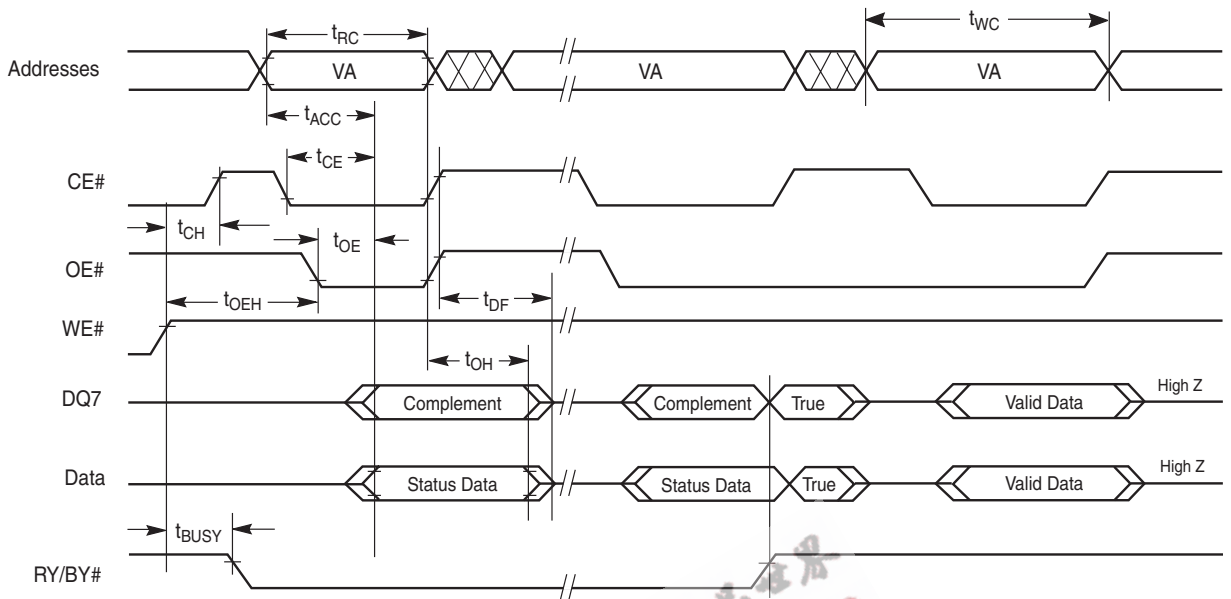 tRC
tWC
Addresses
VA
VA
VA
tACC
tCE
CE#
tCH
tOE
OE#
tOEH
tDF
WE#
tOH
DQ7
Complement
Complement
True
Valid Data
High Z
Data
Status Data
Status Data
True
Valid Data
High Z
tBUSY
RY/BY#